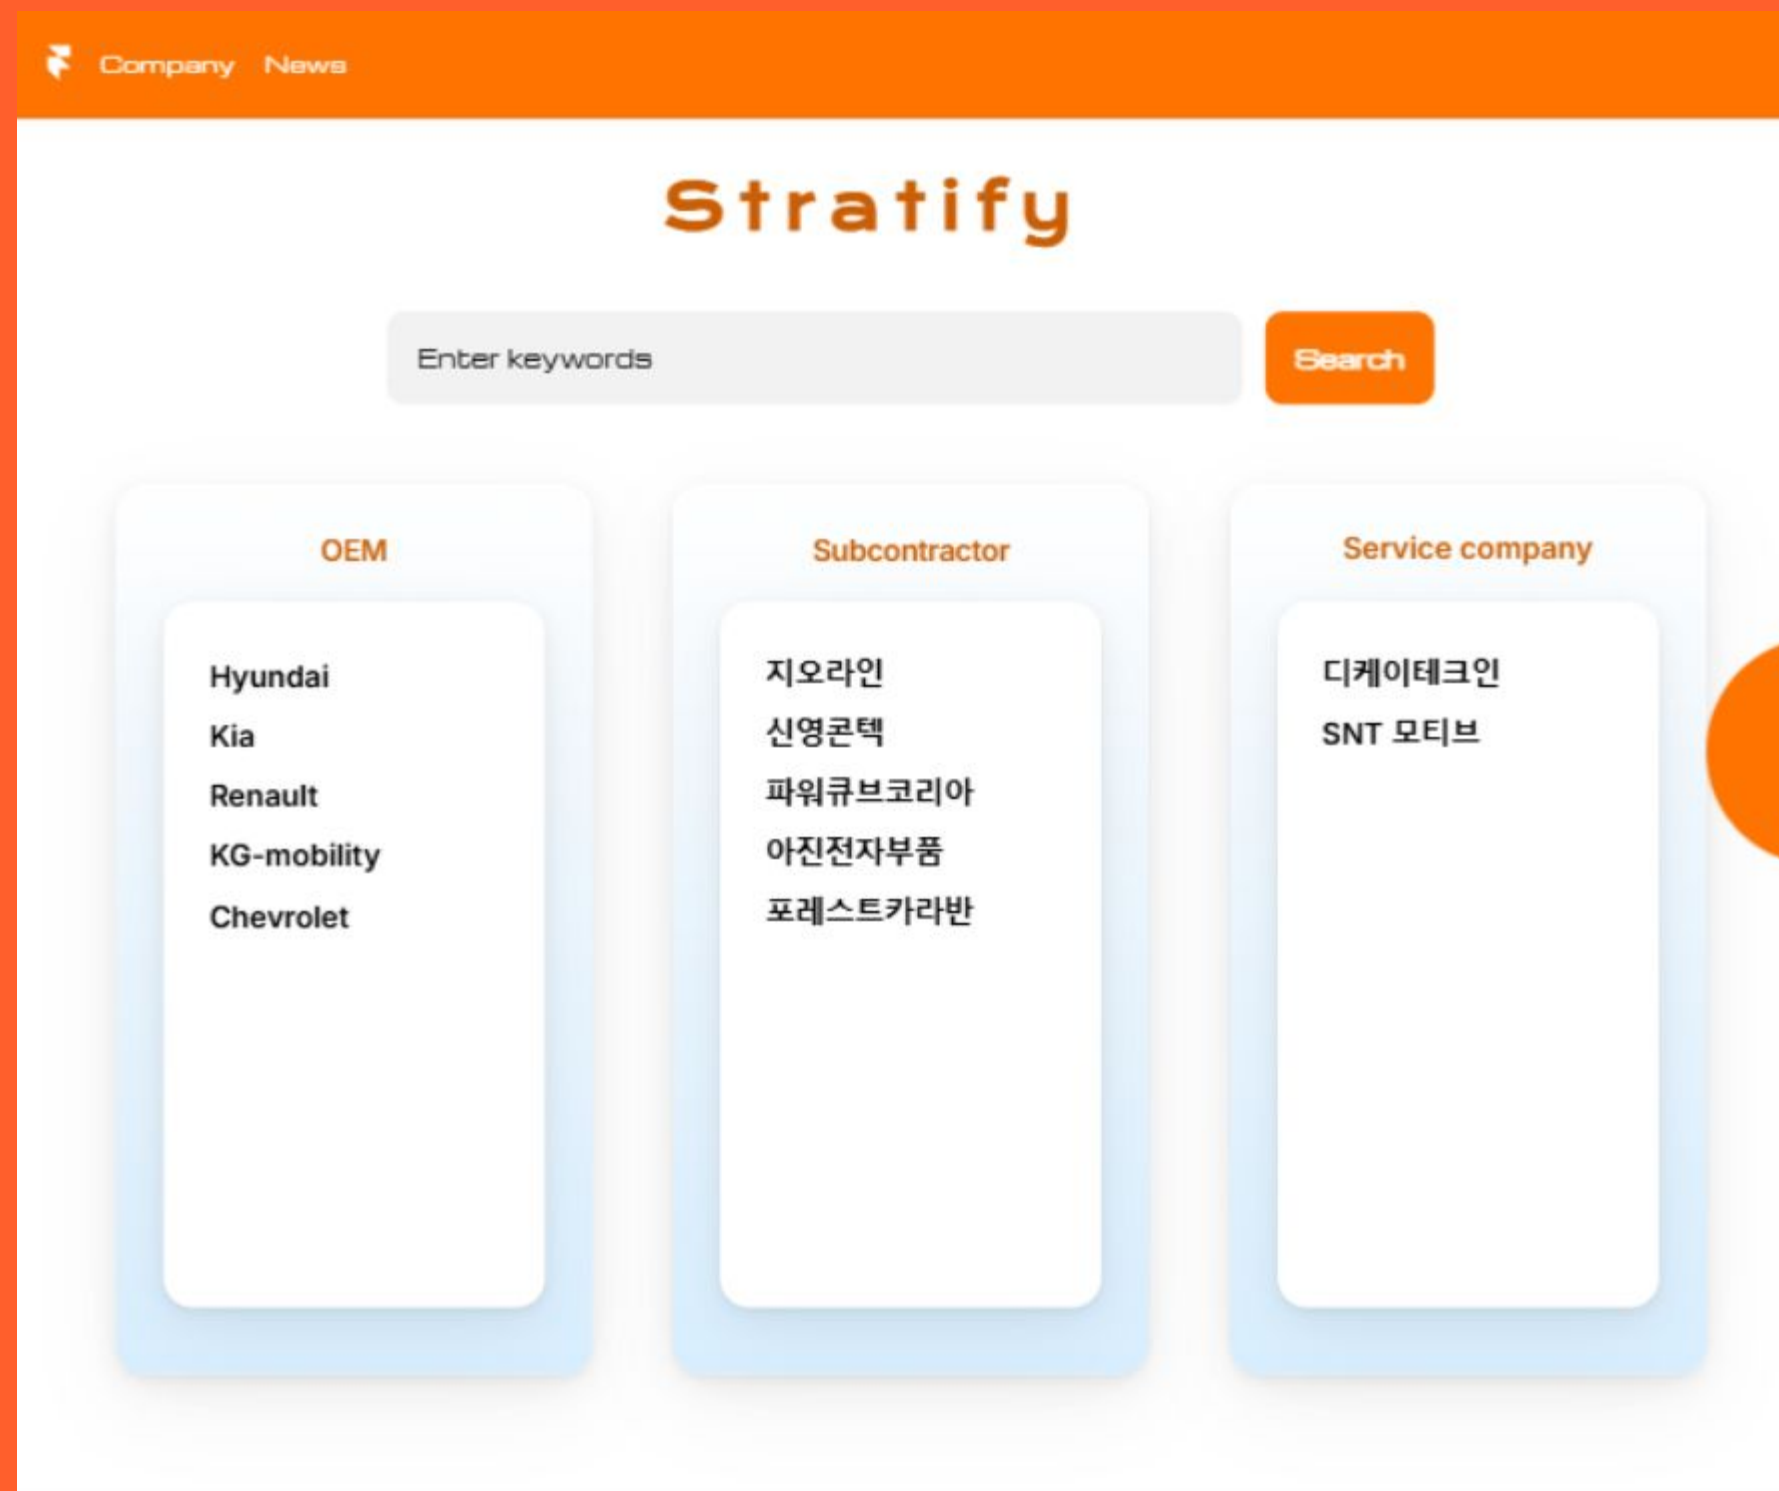 Company News
Stratify
Enter keywords
Search
OEM
Hyundai
Kia
Renault
KG-mobility
Chevrolet
Subcontractor
지오라인
신영콘텍
파워큐브코리아
아진전자부품
포레스트카라반
Service company
디케이테크인
SNT 모티브